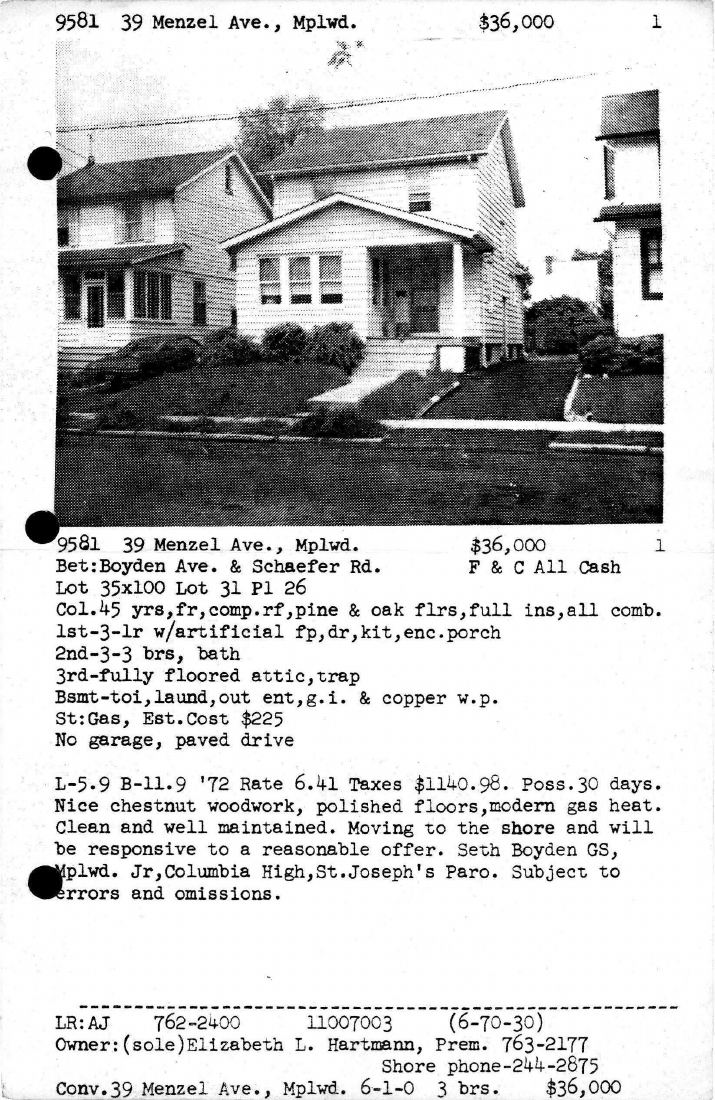 9581 39 Menzel Ave., Mplwd. $36,000 1
9581 39 Menzel Ave., Mplwd. $36,000 1
Bet:Boyden Ave. & Schaefer Rd. F & C All Cash
Lot 35x100 Lot 31 Pl 26
Col.45 yrs,fr,comp.rf,pine & oak flrs,full ins,all comb.
1st-3-lr w/artificial fp,dr,kit,enc.porch
2nd-3-3 brs, bath
3rd-fully floored attic,trap
Bsmt-toi,laund,out ent,g.i. & copper w.p.
St:Gas, Est.Cost $225
No garage, paved drive
L-5.9 B-11.9 '72 Rate 6.41 Taxes $1140.98. Poss.30 days.
Nice chestnut woodwork, polished floors,modern gas heat.
Clean and well maintained. Moving to the shore and will
be responsive to a reasonable offer. Seth Boyden GS,
Mplwd. Jr,Columbia High,St.Joseph's Paro. Subject to
errors and omissions.
LR:AJ 762-2400 11007003 (6-70-30)
Owner:(sole)Elizabeth L. Hartmann, Prem. 763-2177
Shore phone-244-2875
Conv.39 Menzel Ave., Mplwd. 6-1-0 3 brs. $36,000